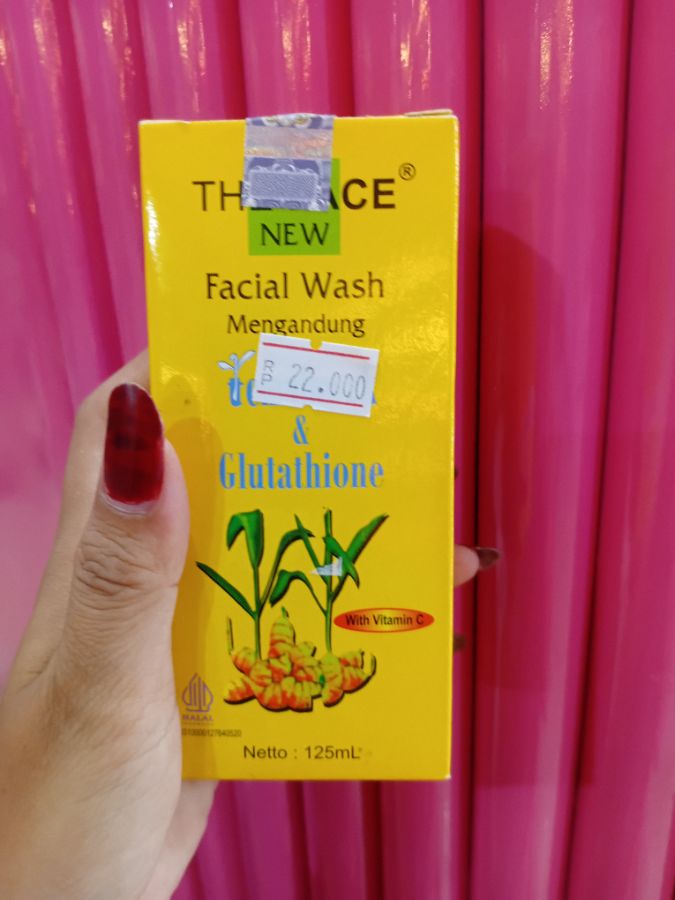 NEW
Facial Wash
Mengandung
RP 22.000
&
Glutathione
With Vitamin C
HALAL
Netto : 125mL